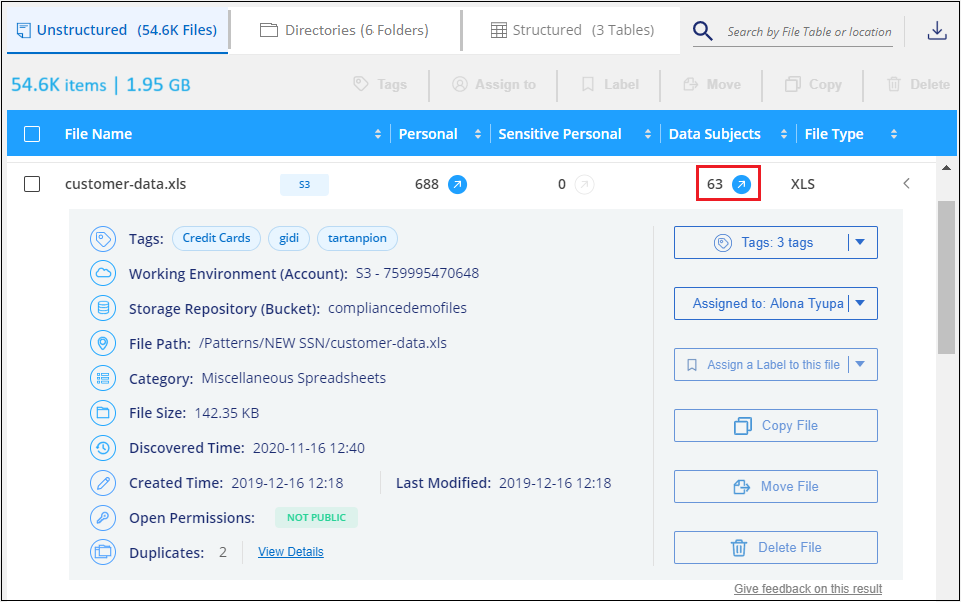 Unstructured (54.6K Files) Directories (6 Folders) Structured (3 Tables) Search by File Table or location
54.6K items | 1.95 GB Tags Assign to Label Move Copy Delete
File Name Personal Sensitive Personal Data Subjects File Type
customer-data.xls S3 688 0 63 XLS
Tags: Credit Cards gidi tartanpion Tags: 3 tags
Working Environment (Account): S3 - 759995470648
Storage Repository (Bucket): compliancedemofiles Assigned to: Alona Tyupa
File Path: /Patterns/NEW SSN/customer-data.xls
Assign a Label to this file
Category: Miscellaneous Spreadsheets
File Size: 142.35 KB
Copy File
Discovered Time: 2020-11-16 12:40
Created Time: 2019-12-16 12:18 Last Modified: 2019-12-16 12:18 Move File
Open Permissions: NOT PUBLIC
Duplicates: 2 View Details Delete File
Give feedback on this result